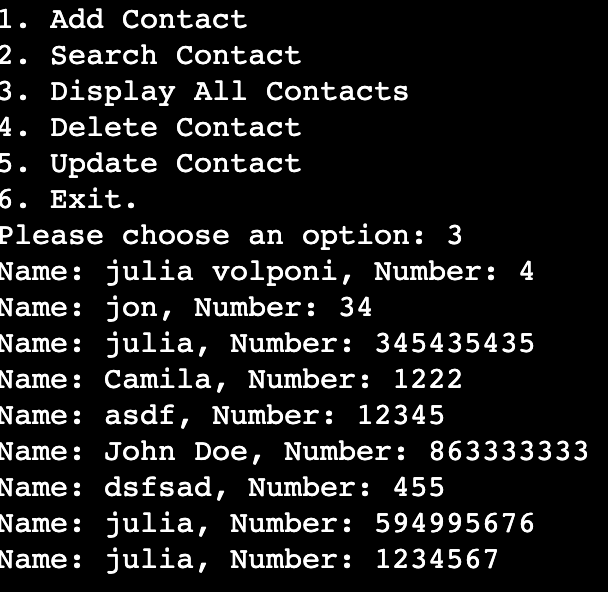 1. Add Contact
2. Search Contact
3. Display All Contacts
4. Delete Contact
5. Update Contact
6. Exit.
Please choose an option: 3
Name: julia volponi, Number: 4
Name: jon, Number: 34
Name: julia, Number: 345435435
Name: Camila, Number: 1222
Name: asdf, Number: 12345
Name: John Doe, Number: 863333333
Name: dsfsad, Number: 455
Name: julia, Number: 594995676
Name: julia, Number: 1234567